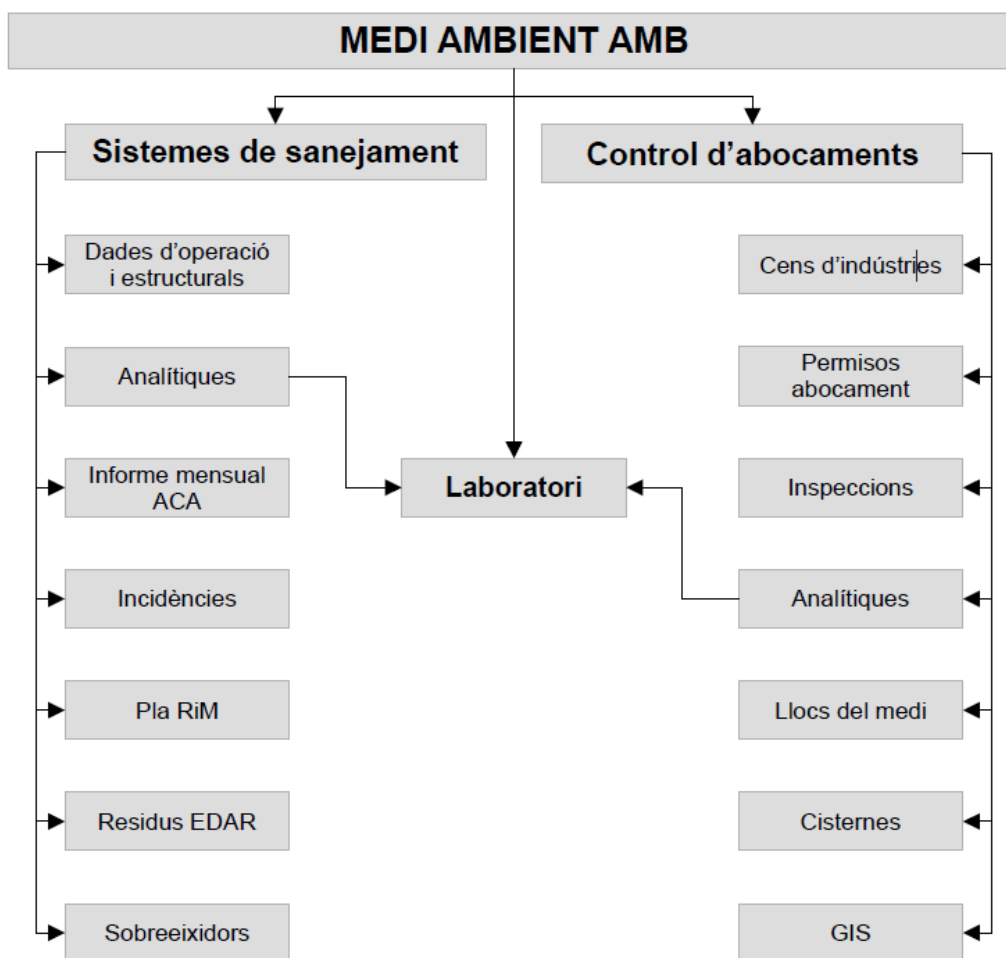 MEDI AMBIENT AMB
Sistemes de sanejament
Control d'abocaments
Dades d'operació
i estructurals
Cens d'indústries
Analítiques
Permisos
abocament
Informe mensual
ACA
Laboratori
Inspeccions
Incidències
Analítiques
Pla RiM
Llocs del medi
Residus EDAR
Cisternes
Sobreeixidors
GIS